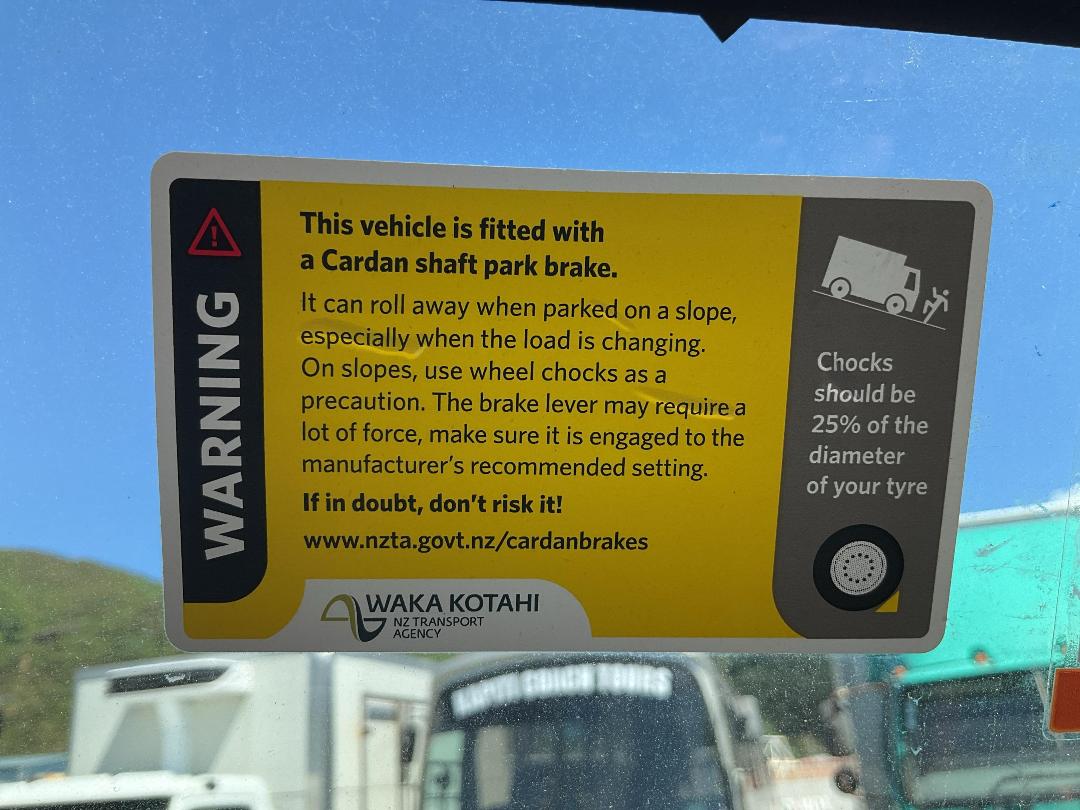 WARNING
This vehicle is fitted with
a Cardan shaft park brake.
It can roll away when parked on a slope,
especially when the load is changing.
On slopes, use wheel chocks as a
precaution. The brake lever may require a
lot of force, make sure it is engaged to the
manufacturer's recommended setting.
If in doubt, don't risk it!
www.nzta.govt.nz/cardanbrakes
WAKA KOTAHI
NZ TRANSPORT
AGENCY
Chocks
should be
25% of the
diameter
of your tyre
COACH TOURS